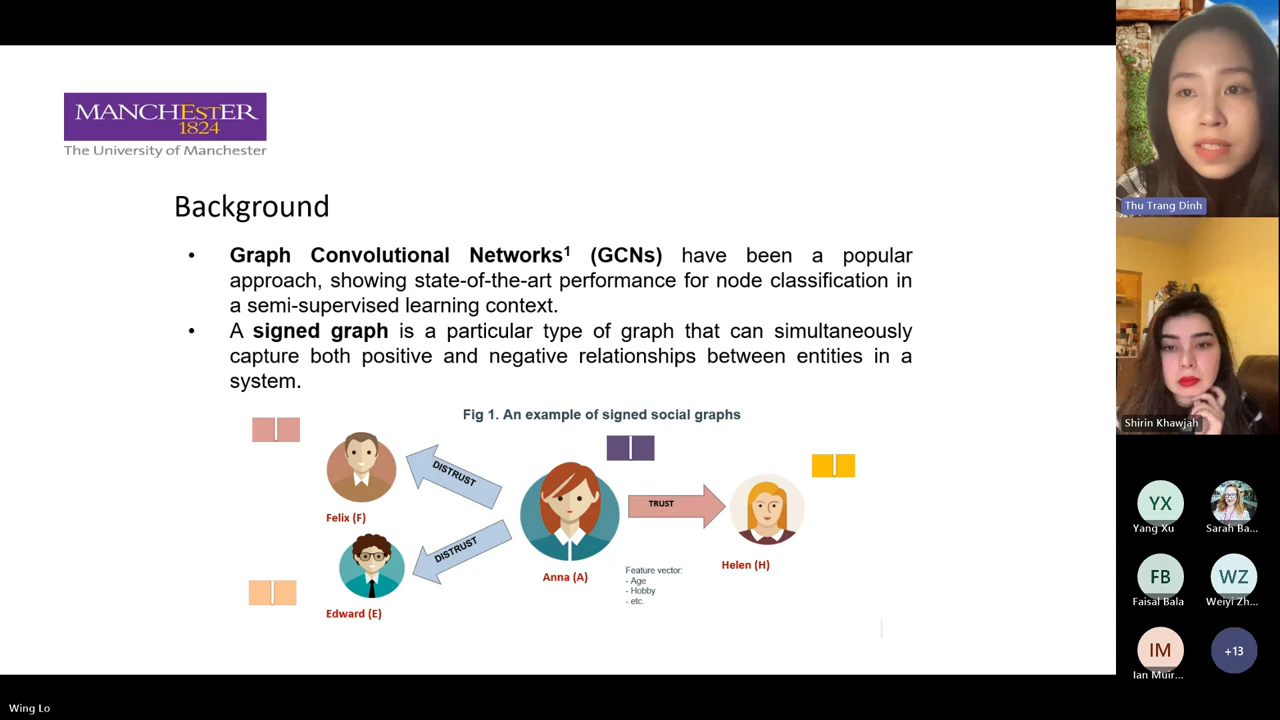 MANCHESTER
1824
The University of Manchester
Background
• Graph Convolutional Networks¹ (GCNs) have been a popular
approach, showing state-of-the-art performance for node classification in
a semi-supervised learning context.
• A signed graph is a particular type of graph that can simultaneously
capture both positive and negative relationships between entities in a
system.
Fig 1. An example of signed social graphs
DISTRUST
TRUST
Felix (F)
DISTRUST
Anna (A)
Helen (H)
Feature vector:
- Age
- Hobby
- etc.
Edward (E)
Thu Trang Dinh
Shirin Khawjah
YX
Yang Xu
Sarah Ba...
FB
Faisal Bala
WZ
Weiyi Zh...
IM
Ian Muir...
+13
Wing Lo